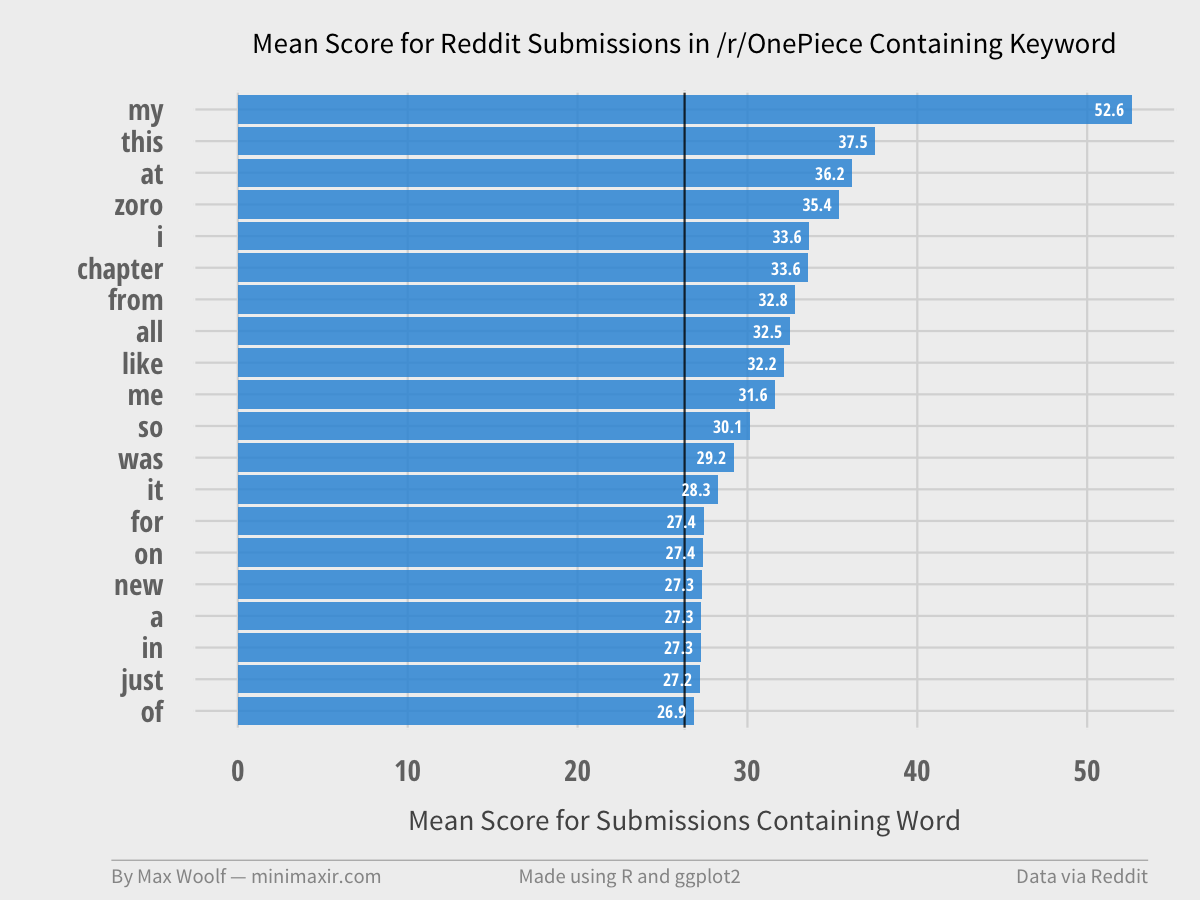 Mean Score for Reddit Submissions in /r/OnePiece Containing Keyword
my 52.6
this 37.5
at 36.2
zoro 35.4
i 33.6
chapter 33.6
from 32.8
all 32.5
like 32.2
me 31.6
so 30.1
was 29.2
it 28.3
for 27.4
on 27.4
new 27.3
a 27.3
in 27.3
just 27.2
of 26.9
0 10 20 30 40 50
Mean Score for Submissions Containing Word
By Max Woolf — minimaxir.com Made using R and ggplot2 Data via Reddit